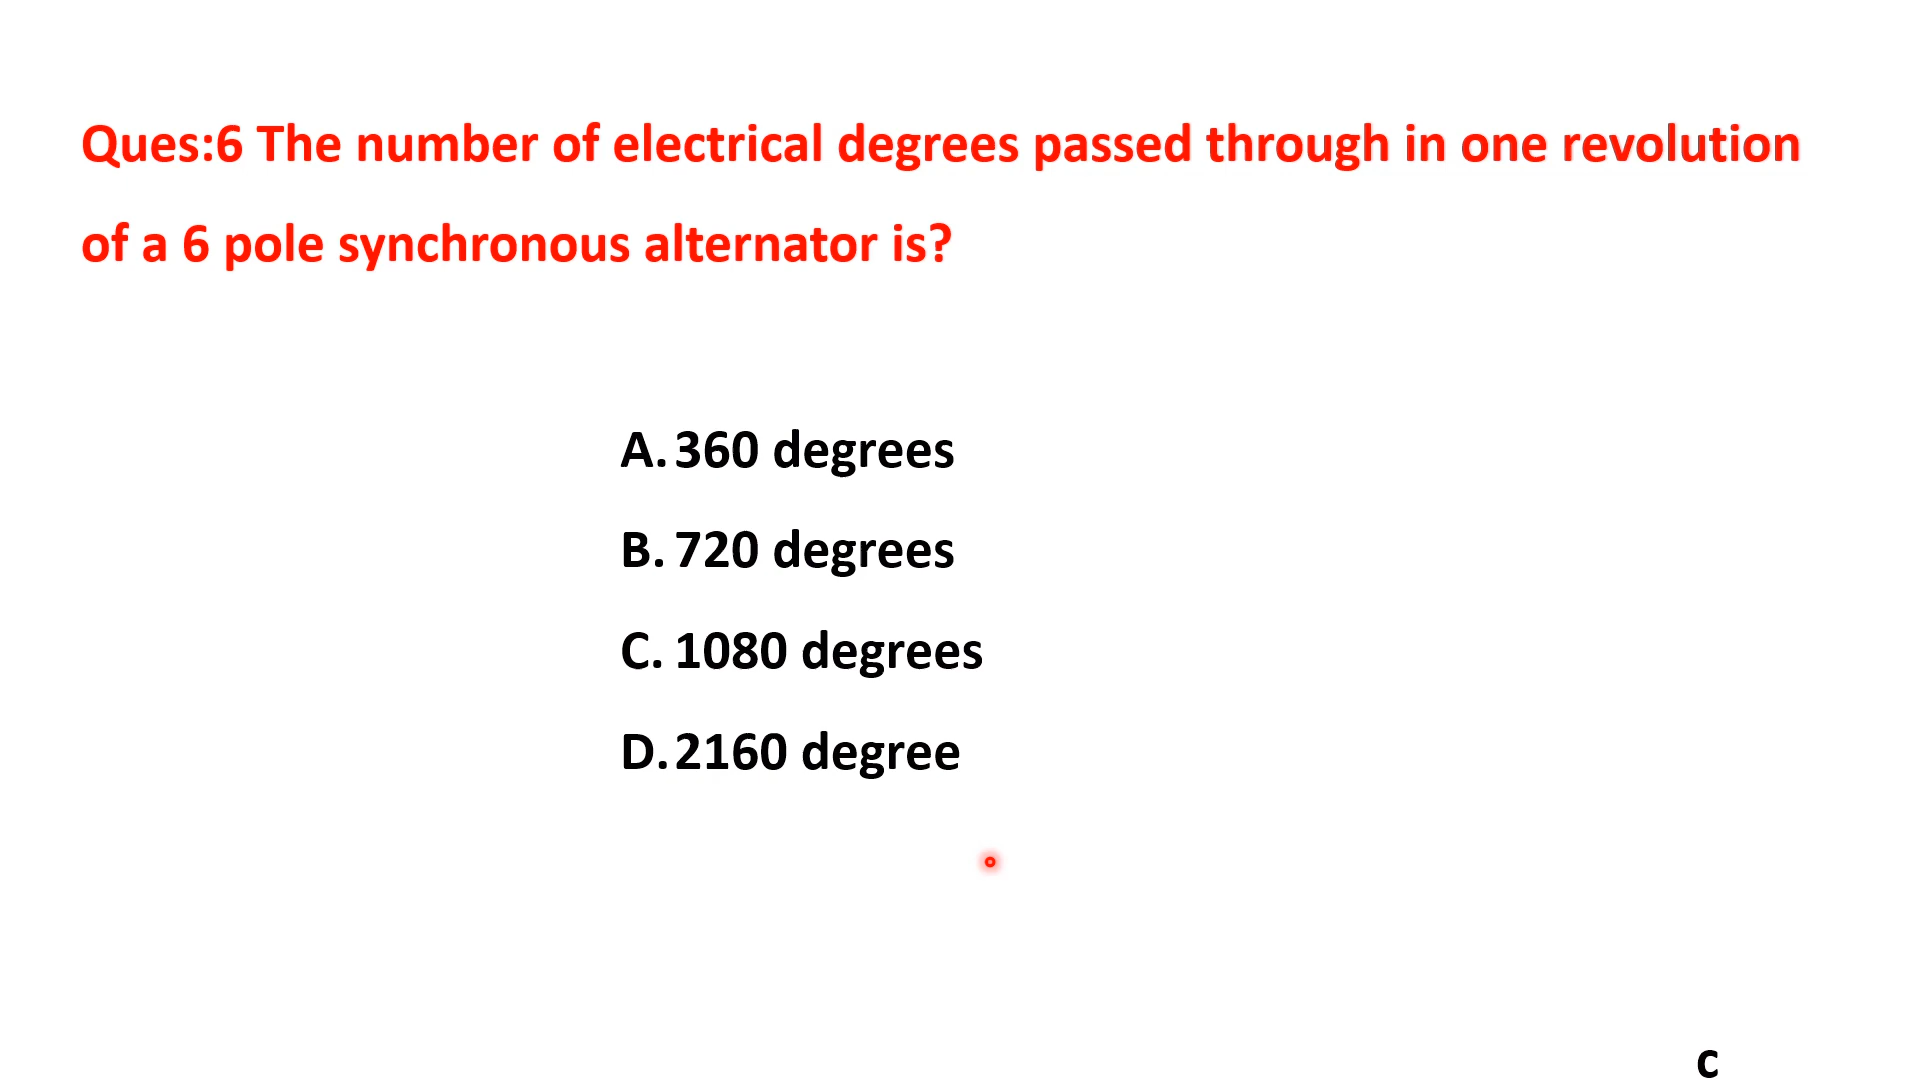 Ques:6 The number of electrical degrees passed through in one revolution
of a 6 pole synchronous alternator is?
A. 360 degrees
B. 720 degrees
C. 1080 degrees
D. 2160 degree
c